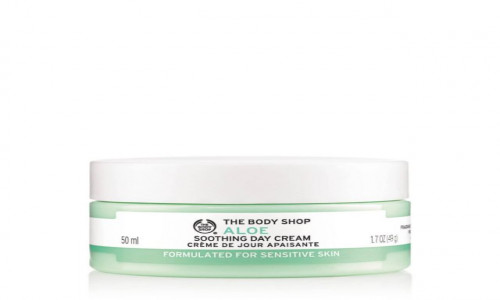 THE BODY SHOP
ALOE
SOOTHING DAY CREAM
CRÈME DE JOUR APAISANTE
50 ml
1.7 OZ (49 g)
FORMULATED FOR SENSITIVE SKIN